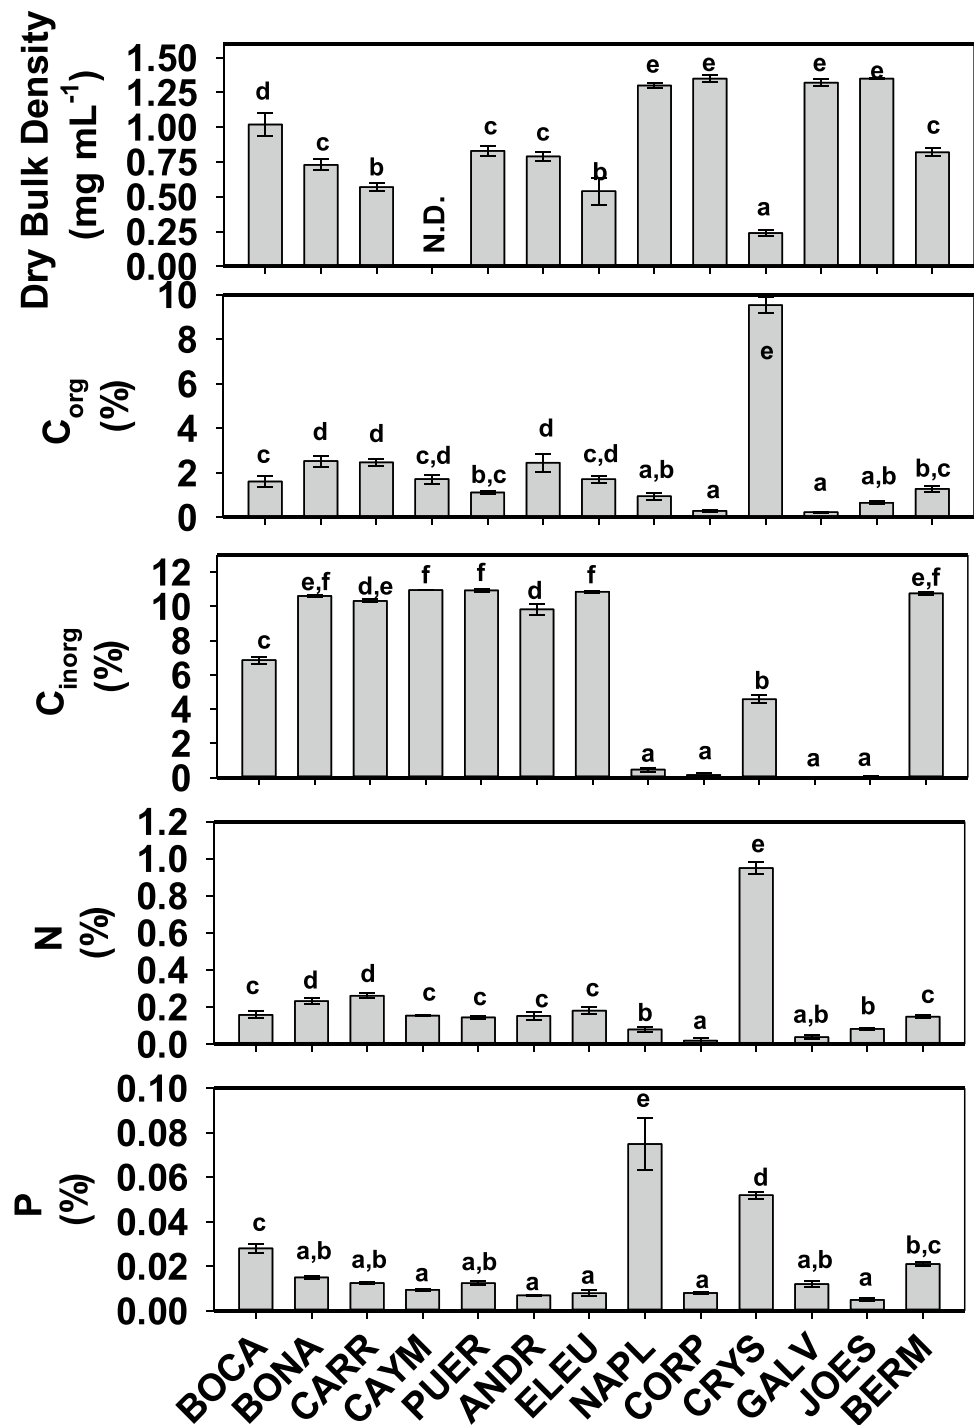 Dry Bulk Density
(mg mL-1)
1.50
1.25
1.00
0.75
0.50
0.25
0.00
d c b N.D. c c b e e a e e c
Corg
(%)
10
8
6
4
2
0
c d d c,d b,c d c,d a,b a e a a,b b,c
Cinorg
(%)
12
10
8
6
4
2
0
c e,f d,e f f d f a a b a a e,f
N
(%)
1.2
1.0
0.8
0.6
0.4
0.2
0.0
c d d c c c c b a e a,b b c
P
(%)
0.10
0.08
0.06
0.04
0.02
0.00
c a,b a,b a a,b a a e a d a,b a b,c
BOCA
BONA
CARR
CAYM
PUER
ANDR
ELEU
NAPL
CORP
CRYS
GALV
JOES
BERM